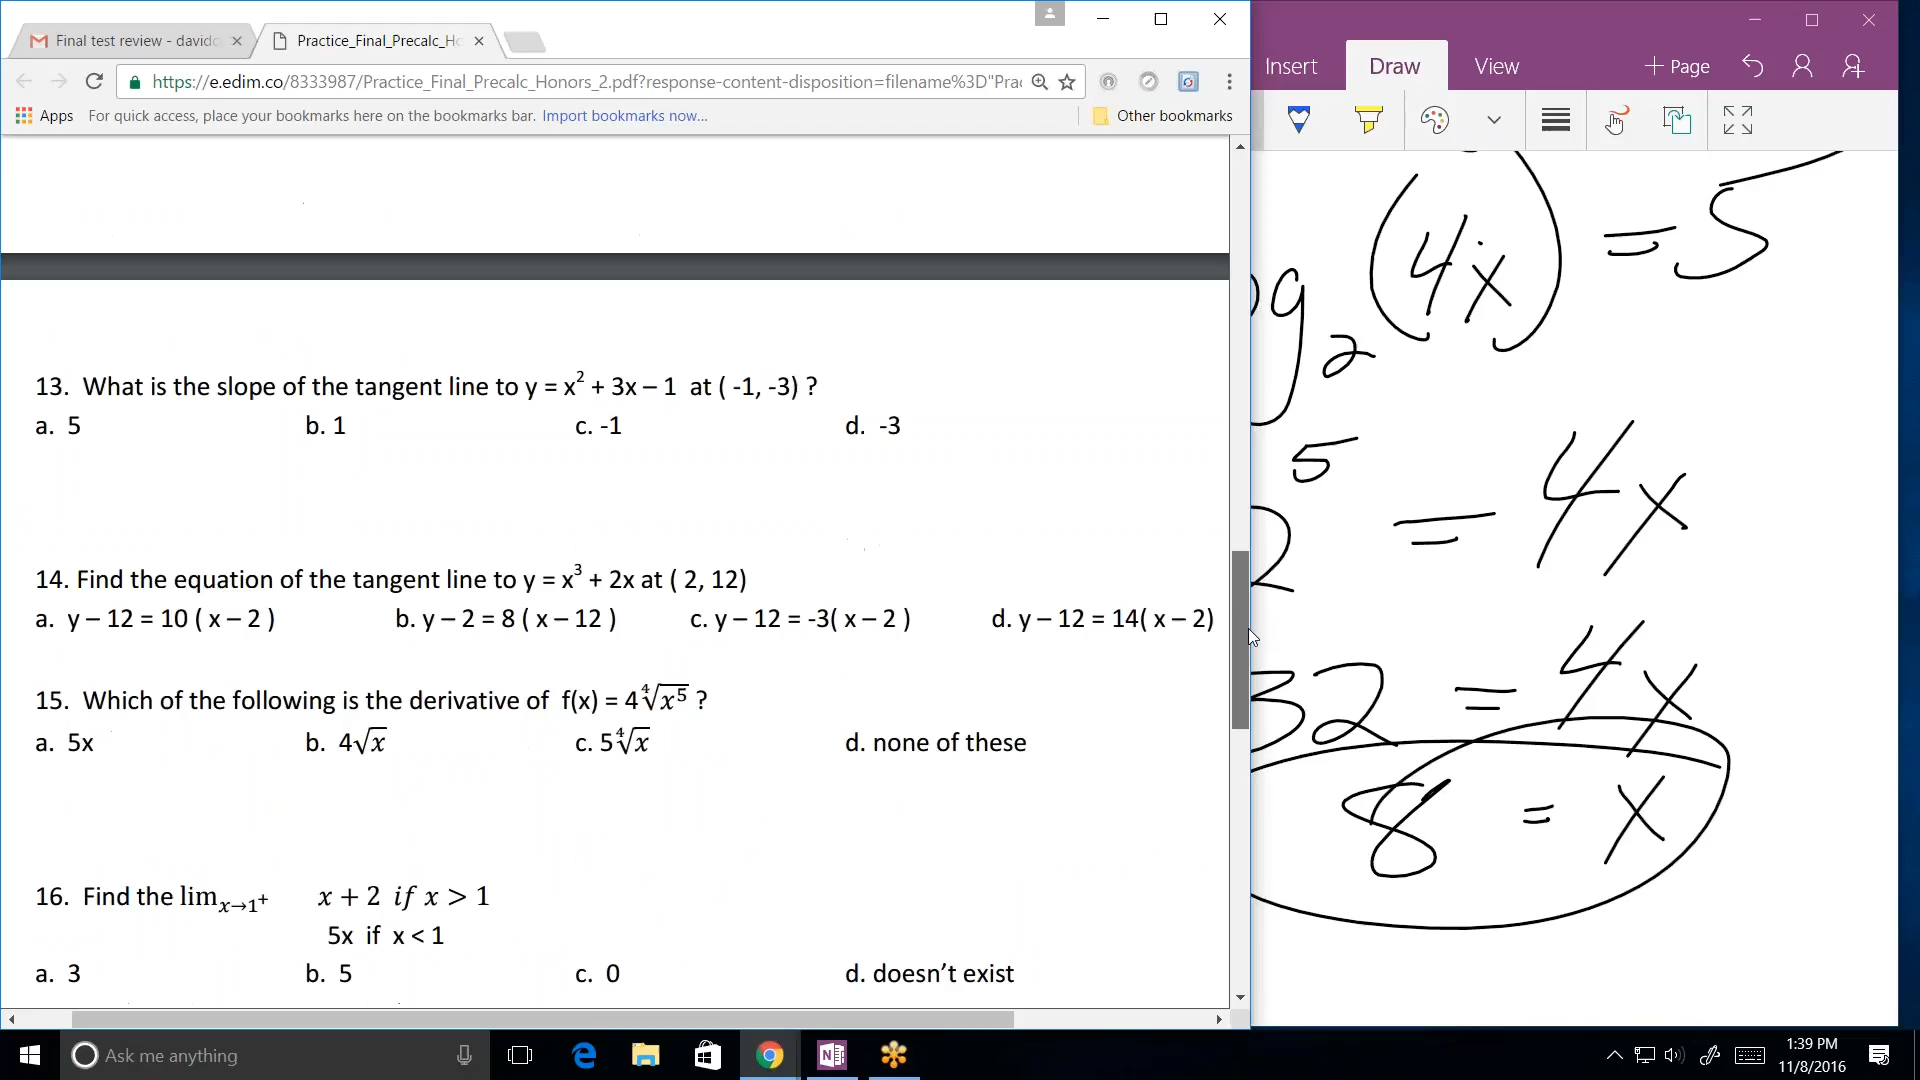 Final test review - davidc
Practice_Final_Precalc_Ho
https://e.edim.co/8333987/Practice_Final_Precalc_Honors_2.pdf?response-content-disposition=filename%3D"Prac
Apps For quick access, place your bookmarks here on the bookmarks bar. Import bookmarks now... Other bookmarks
Insert Draw View + Page
13. What is the slope of the tangent line to y = x² + 3x – 1 at ( -1, -3) ?
a. 5 b. 1 c. -1 d. -3
14. Find the equation of the tangent line to y = x³ + 2x at ( 2, 12)
a. y – 12 = 10 ( x – 2 ) b. y – 2 = 8 ( x – 12 ) c. y – 12 = -3( x – 2 ) d. y – 12 = 14( x – 2)
15. Which of the following is the derivative of f(x) = 4∜x⁵ ?
a. 5x b. 4√x c. 5∜x d. none of these
16. Find the lim x→1⁺ x + 2 if x > 1
5x if x < 1
a. 3 b. 5 c. 0 d. doesn't exist
og₂(4x) = 5
2⁵ = 4x
32 = 4x
8 = x
Ask me anything
1:39 PM
11/8/2016